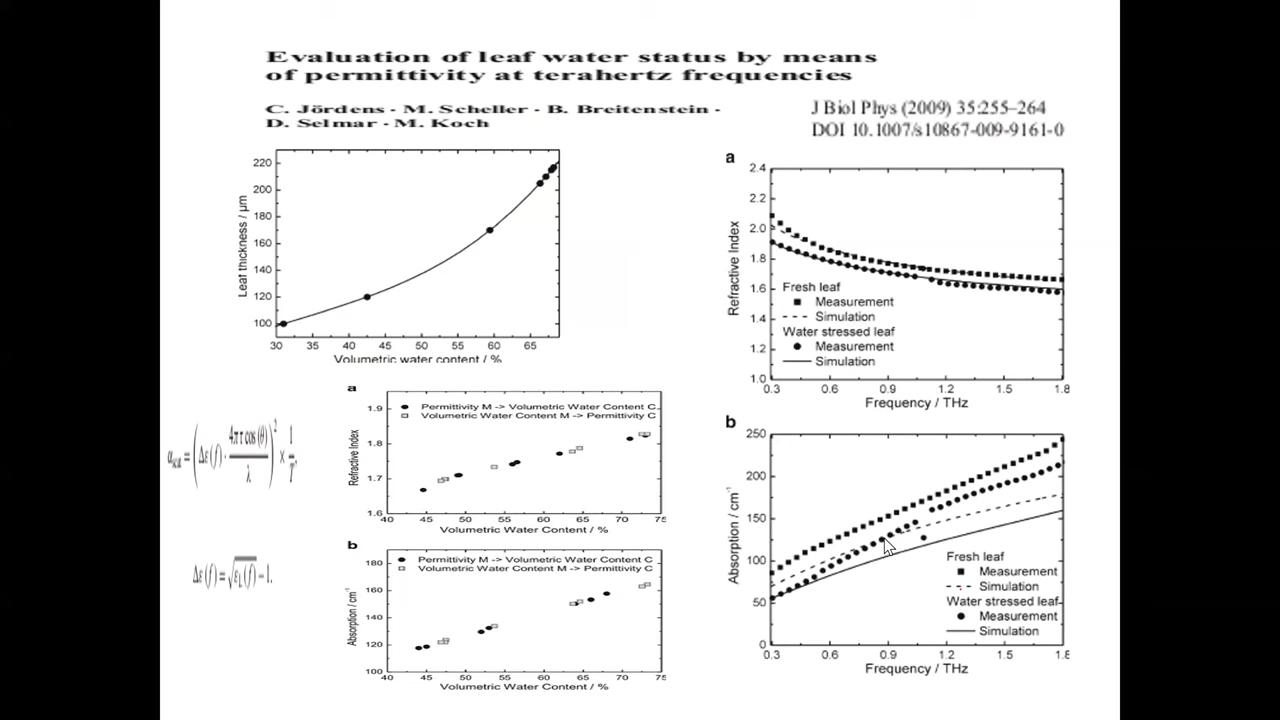 Evaluation of leaf water status by means
of permittivity at terahertz frequencies
C. Jördens · M. Scheller · B. Breitenstein ·
D. Selmar · M. Koch
J Biol Phys (2009) 35:255–264
DOI 10.1007/s10867-009-9161-0
220
200
180
160
140
120
100
Leaf thickness / μm
30 35 40 45 50 55 60 65
Volumetric water content / %
a
1.9
1.8
1.7
1.6
Refractive Index
Permittivity M -> Volumetric Water Content C
Volumetric Water Content M -> Permittivity C
40 45 50 55 60 65 70 75
Volumetric Water Content / %
b
180
160
140
120
100
Absorption / cm⁻¹
Permittivity M -> Volumetric Water Content C
Volumetric Water Content M -> Permittivity C
40 45 50 55 60 65 70 75
Volumetric Water Content / %
Δε(f) = √ε_L(f) − 1.
a
2.4
2.2
2.0
1.8
1.6
1.4
1.2
1.0
Refractive Index
Fresh leaf
Measurement
Simulation
Water stressed leaf
Measurement
Simulation
0.3 0.6 0.9 1.2 1.5 1.8
Frequency / THz
b
250
200
150
100
50
0
Absorption / cm⁻¹
Fresh leaf
Measurement
Simulation
Water stressed leaf
Measurement
Simulation
0.3 0.6 0.9 1.2 1.5 1.8
Frequency / THz